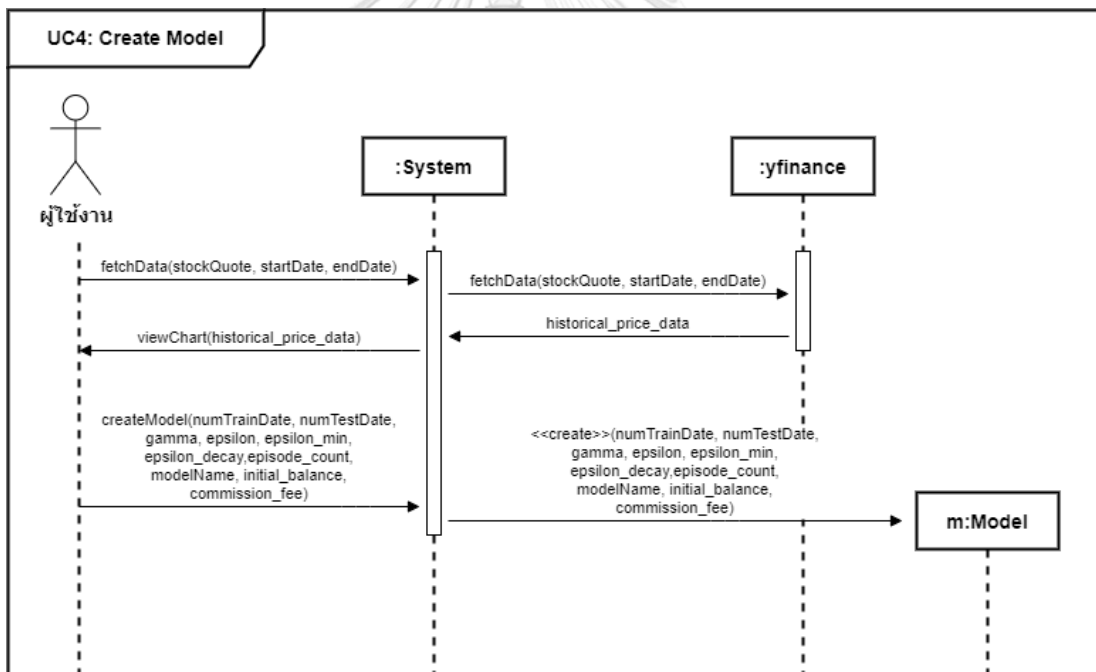 UC4: Create Model
:System
:yfinance
ผู้ใช้งาน
fetchData(stockQuote, startDate, endDate)
fetchData(stockQuote, startDate, endDate)
historical_price_data
viewChart(historical_price_data)
createModel(numTrainDate, numTestDate,
gamma, epsilon, epsilon_min,
epsilon_decay,episode_count,
modelName, initial_balance,
commission_fee)
<<create>>(numTrainDate, numTestDate,
gamma, epsilon, epsilon_min,
epsilon_decay,episode_count,
modelName, initial_balance,
commission_fee)
m:Model